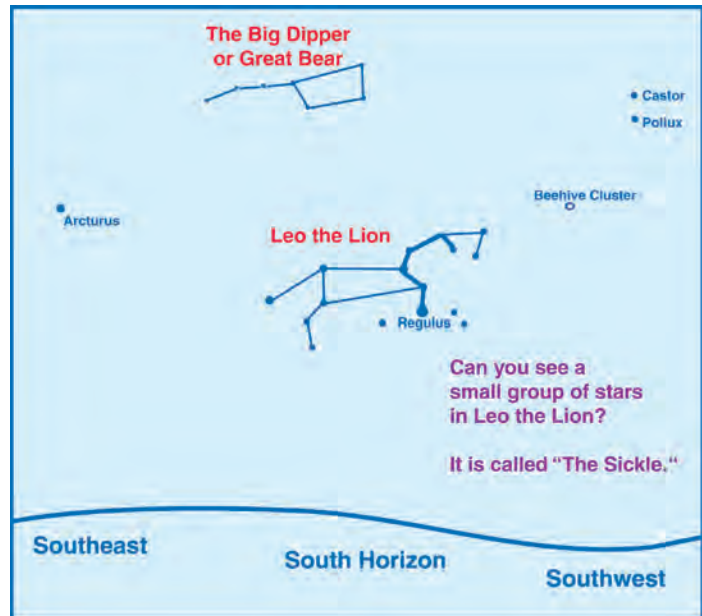 The Big Dipper
or Great Bear
Castor
Pollux
Beehive Cluster
Arcturus
Leo the Lion
Regulus
Can you see a
small group of stars
in Leo the Lion?
It is called “The Sickle.“
Southeast
South Horizon
Southwest